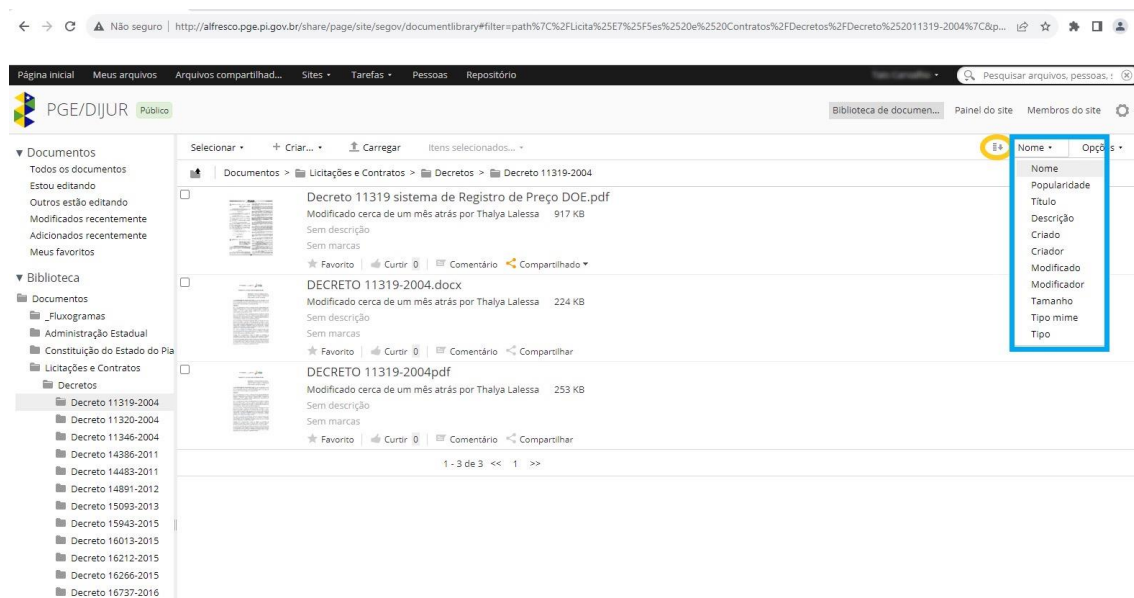 Não seguro | http://alfresco.pge.pi.gov.br/share/page/site/segov/documentlibrary#filter=path%7C%2FLicita%25E7%25F5es%2520e%2520Contratos%2FDecretos%2FDecreto%252011319-2004%7C&p...
Página inicial Meus arquivos Arquivos compartilhad... Sites Tarefas Pessoas Repositório Pesquisar arquivos, pessoas, :
PGE/DIJUR Público Biblioteca de documen... Painel do site Membros do site
Selecionar + Criar... Carregar Itens selecionados... Nome Opções
Documentos > Licitações e Contratos > Decretos > Decreto 11319-2004
Documentos
Todos os documentos
Estou editando
Outros estão editando
Modificados recentemente
Adicionados recentemente
Meus favoritos
Biblioteca
Documentos
_Fluxogramas
Administração Estadual
Constituição do Estado do Pia
Licitações e Contratos
Decretos
Decreto 11319-2004
Decreto 11320-2004
Decreto 11346-2004
Decreto 14386-2011
Decreto 14483-2011
Decreto 14891-2012
Decreto 15093-2013
Decreto 15943-2015
Decreto 16013-2015
Decreto 16212-2015
Decreto 16266-2015
Decreto 16737-2016
Decreto 11319 sistema de Registro de Preço DOE.pdf
Modificado cerca de um mês atrás por Thalya Lalessa 917 KB
Sem descrição
Sem marcas
Favorito Curtir 0 Comentário Compartilhado
DECRETO 11319-2004.docx
Modificado cerca de um mês atrás por Thalya Lalessa 224 KB
Sem descrição
Sem marcas
Favorito Curtir 0 Comentário Compartilhar
DECRETO 11319-2004pdf
Modificado cerca de um mês atrás por Thalya Lalessa 253 KB
Sem descrição
Sem marcas
Favorito Curtir 0 Comentário Compartilhar
1 - 3 de 3 << 1 >>
Nome
Popularidade
Título
Descrição
Criado
Criador
Modificado
Modificador
Tamanho
Tipo mime
Tipo